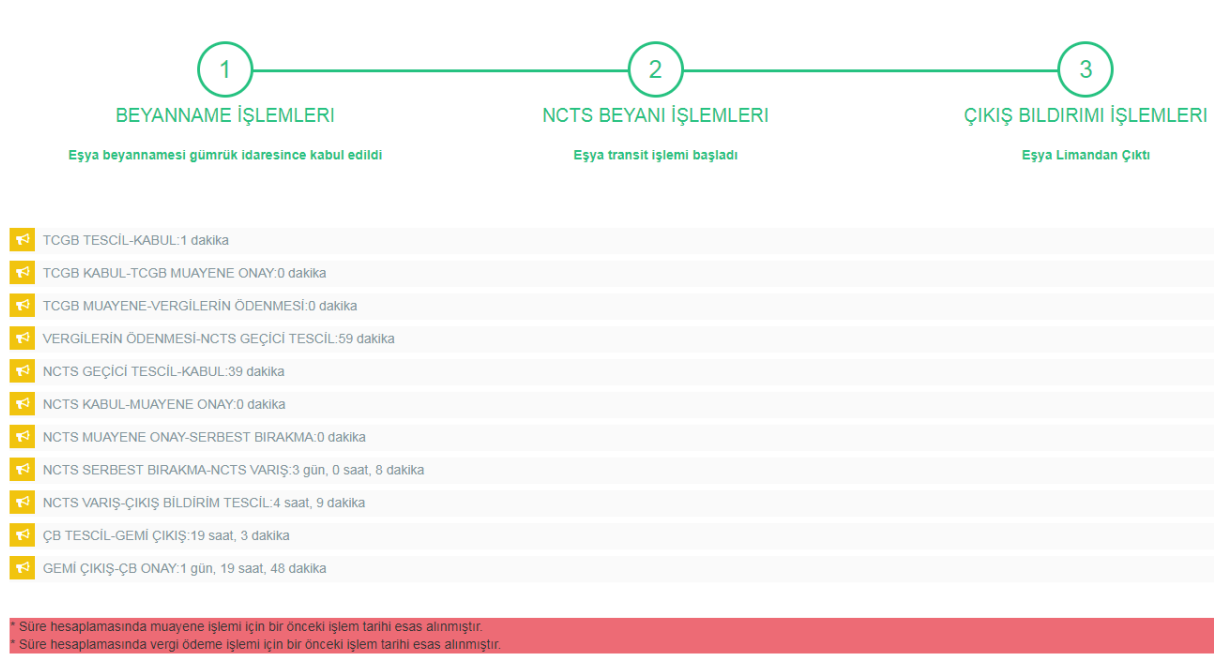 1
2
3
BEYANNAME İŞLEMLERI
NCTS BEYANI İŞLEMLERI
ÇIKIŞ BILDIRIMI İŞLEMLERI
Eşya beyannamesi gümrük idaresince kabul edildi
Eşya transit işlemi başladı
Eşya Limandan Çıktı
TCGB TESCİL-KABUL:1 dakika
TCGB KABUL-TCGB MUAYENE ONAY:0 dakika
TCGB MUAYENE-VERGİLERİN ÖDENMESİ:0 dakika
VERGİLERİN ÖDENMESİ-NCTS GEÇİCİ TESCİL:59 dakika
NCTS GEÇİCİ TESCİL-KABUL:39 dakika
NCTS KABUL-MUAYENE ONAY:0 dakika
NCTS MUAYENE ONAY-SERBEST BIRAKMA:0 dakika
NCTS SERBEST BIRAKMA-NCTS VARIŞ:3 gün, 0 saat, 8 dakika
NCTS VARIŞ-ÇIKIŞ BİLDİRİM TESCİL:4 saat, 9 dakika
ÇB TESCİL-GEMİ ÇIKIŞ:19 saat, 3 dakika
GEMİ ÇIKIŞ-ÇB ONAY:1 gün, 19 saat, 48 dakika
* Süre hesaplamasında muayene işlemi için bir önceki işlem tarihi esas alınmıştır.
* Süre hesaplamasında vergi ödeme işlemi için bir önceki işlem tarihi esas alınmıştır.